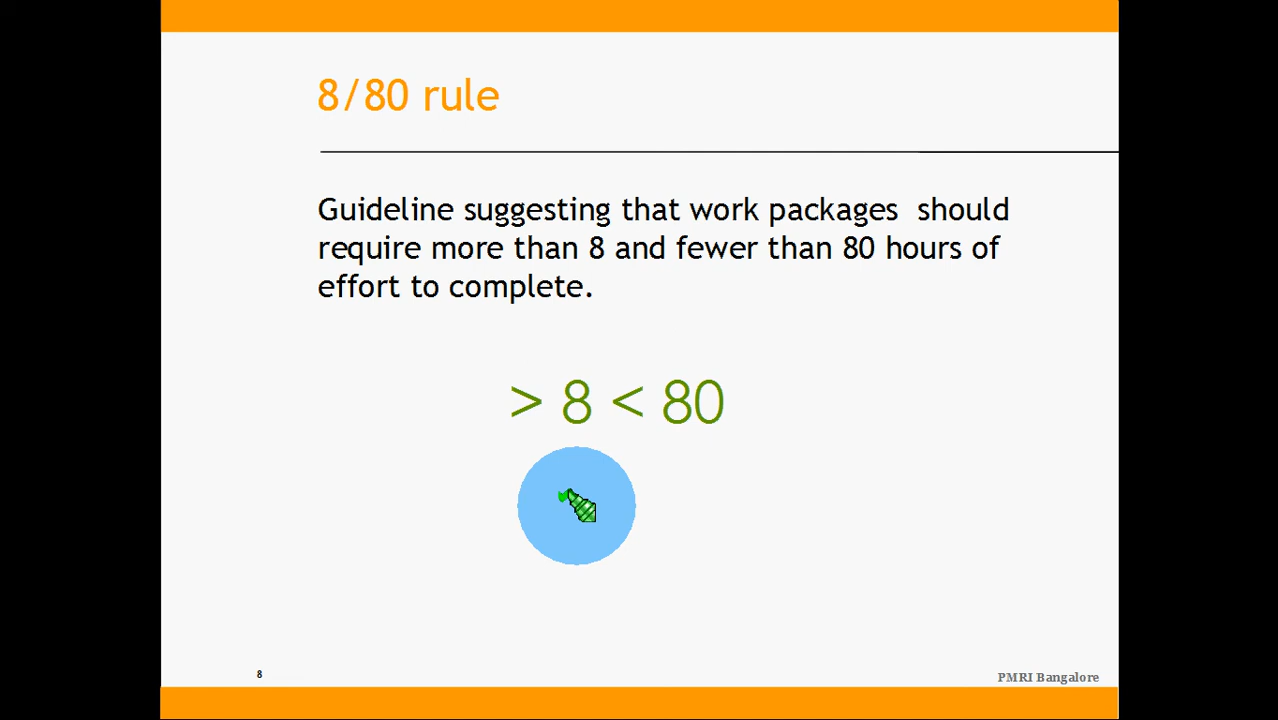 8/80 rule
Guideline suggesting that work packages  should
require more than 8 and fewer than 80 hours of
effort to complete.
> 8 < 80
8
PMRI Bangalore